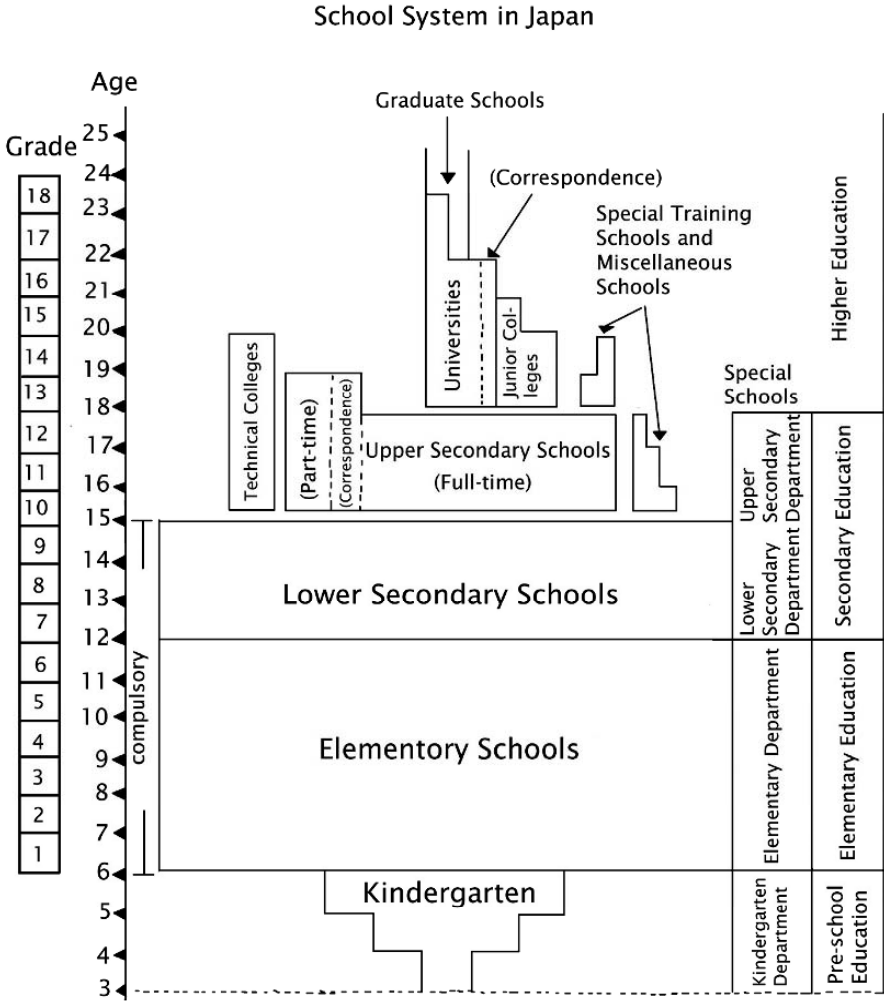 School System in Japan
Age
Grade
25
24
23
22
21
20
19
18
17
16
15
14
13
12
11
10
9
8
7
6
5
4
3
18
17
16
15
14
13
12
11
10
9
8
7
6
5
4
3
2
1
compulsory
Graduate Schools
(Correspondence)
Special Training
Schools and
Miscellaneous
Schools
Universities
Junior Col-
leges
Technical Colleges
(Part-time)
(Correspondence)
Upper Secondary Schools
(Full-time)
Lower Secondary Schools
Elementory Schools
Kindergarten
Special
Schools
Upper
Secondary
Department
Lower
Secondary
Department
Elementary Department
Kindergarten
Department
Higher Education
Secondary Education
Elementary Education
Pre-school
Education